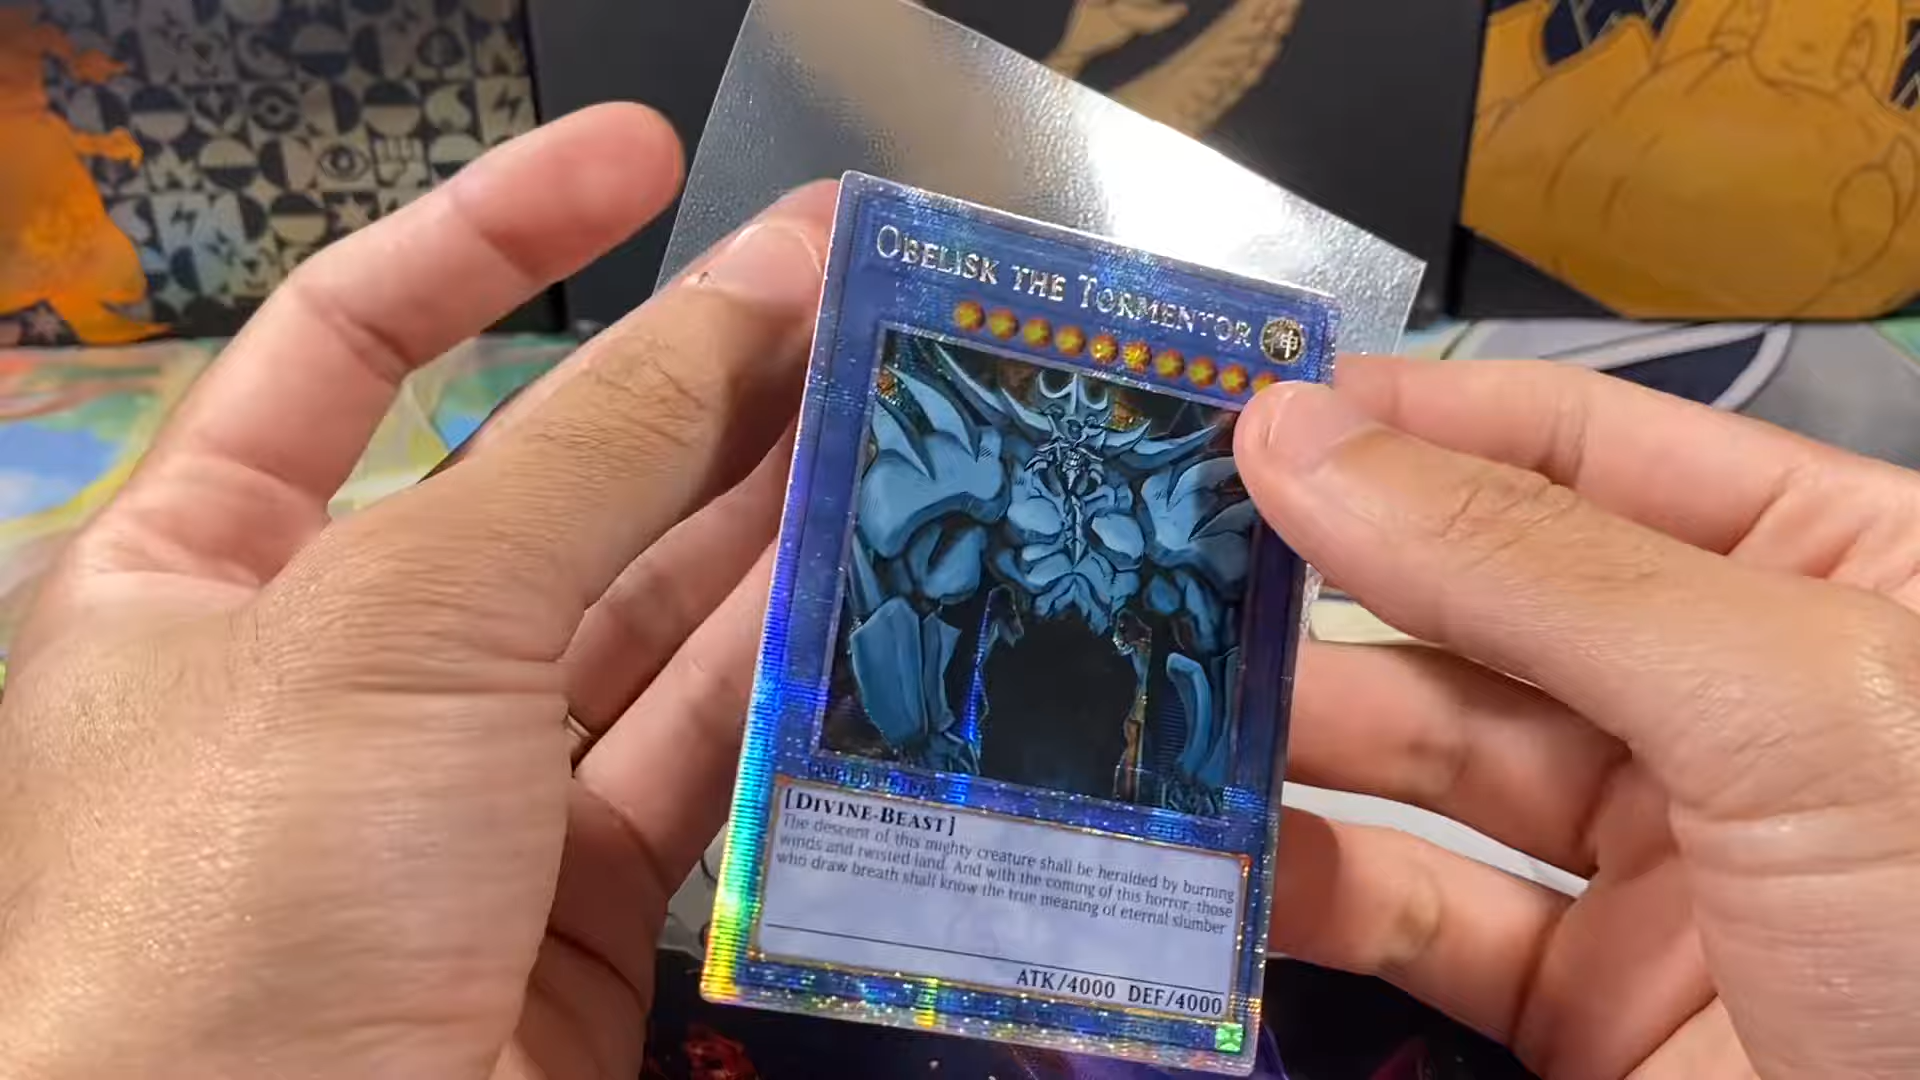 OBELISK THE TORMENTOR 神
LIMITED EDITION
[DIVINE-BEAST]
The descent of this mighty creature shall be heralded by burning
winds and twisted land. And with the coming of this horror, those
who draw breath shall know the true meaning of eternal slumber
ATK/4000 DEF/4000